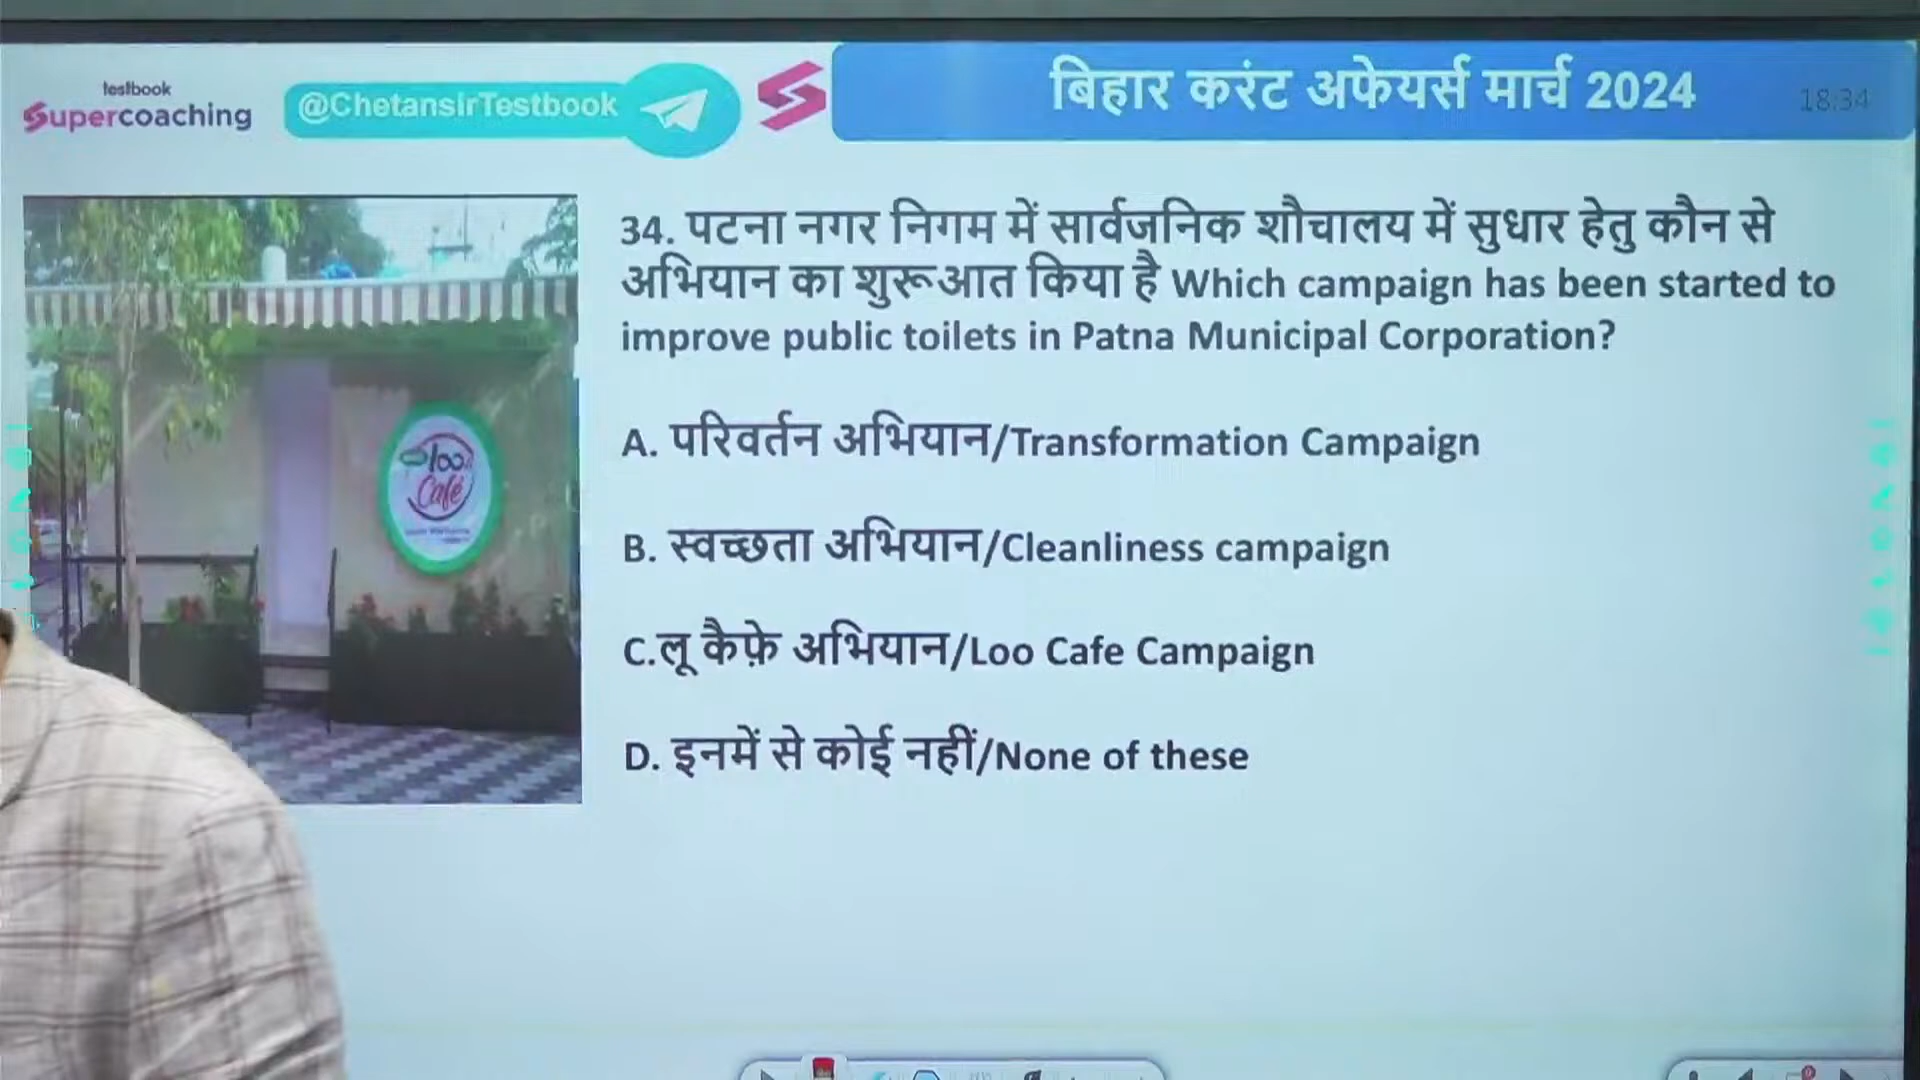 testbook
Supercoaching
@ChetansirTestbook
बिहार करंट अफेयर्स मार्च 2024
18:34
34. पटना नगर निगम में सार्वजनिक शौचालय में सुधार हेतु कौन से
अभियान का शुरूआत किया है Which campaign has been started to
improve public toilets in Patna Municipal Corporation?
loo
Café
A. परिवर्तन अभियान/Transformation Campaign
B. स्वच्छता अभियान/Cleanliness campaign
C.लू कैफ़े अभियान/Loo Cafe Campaign
D. इनमें से कोई नहीं/None of these